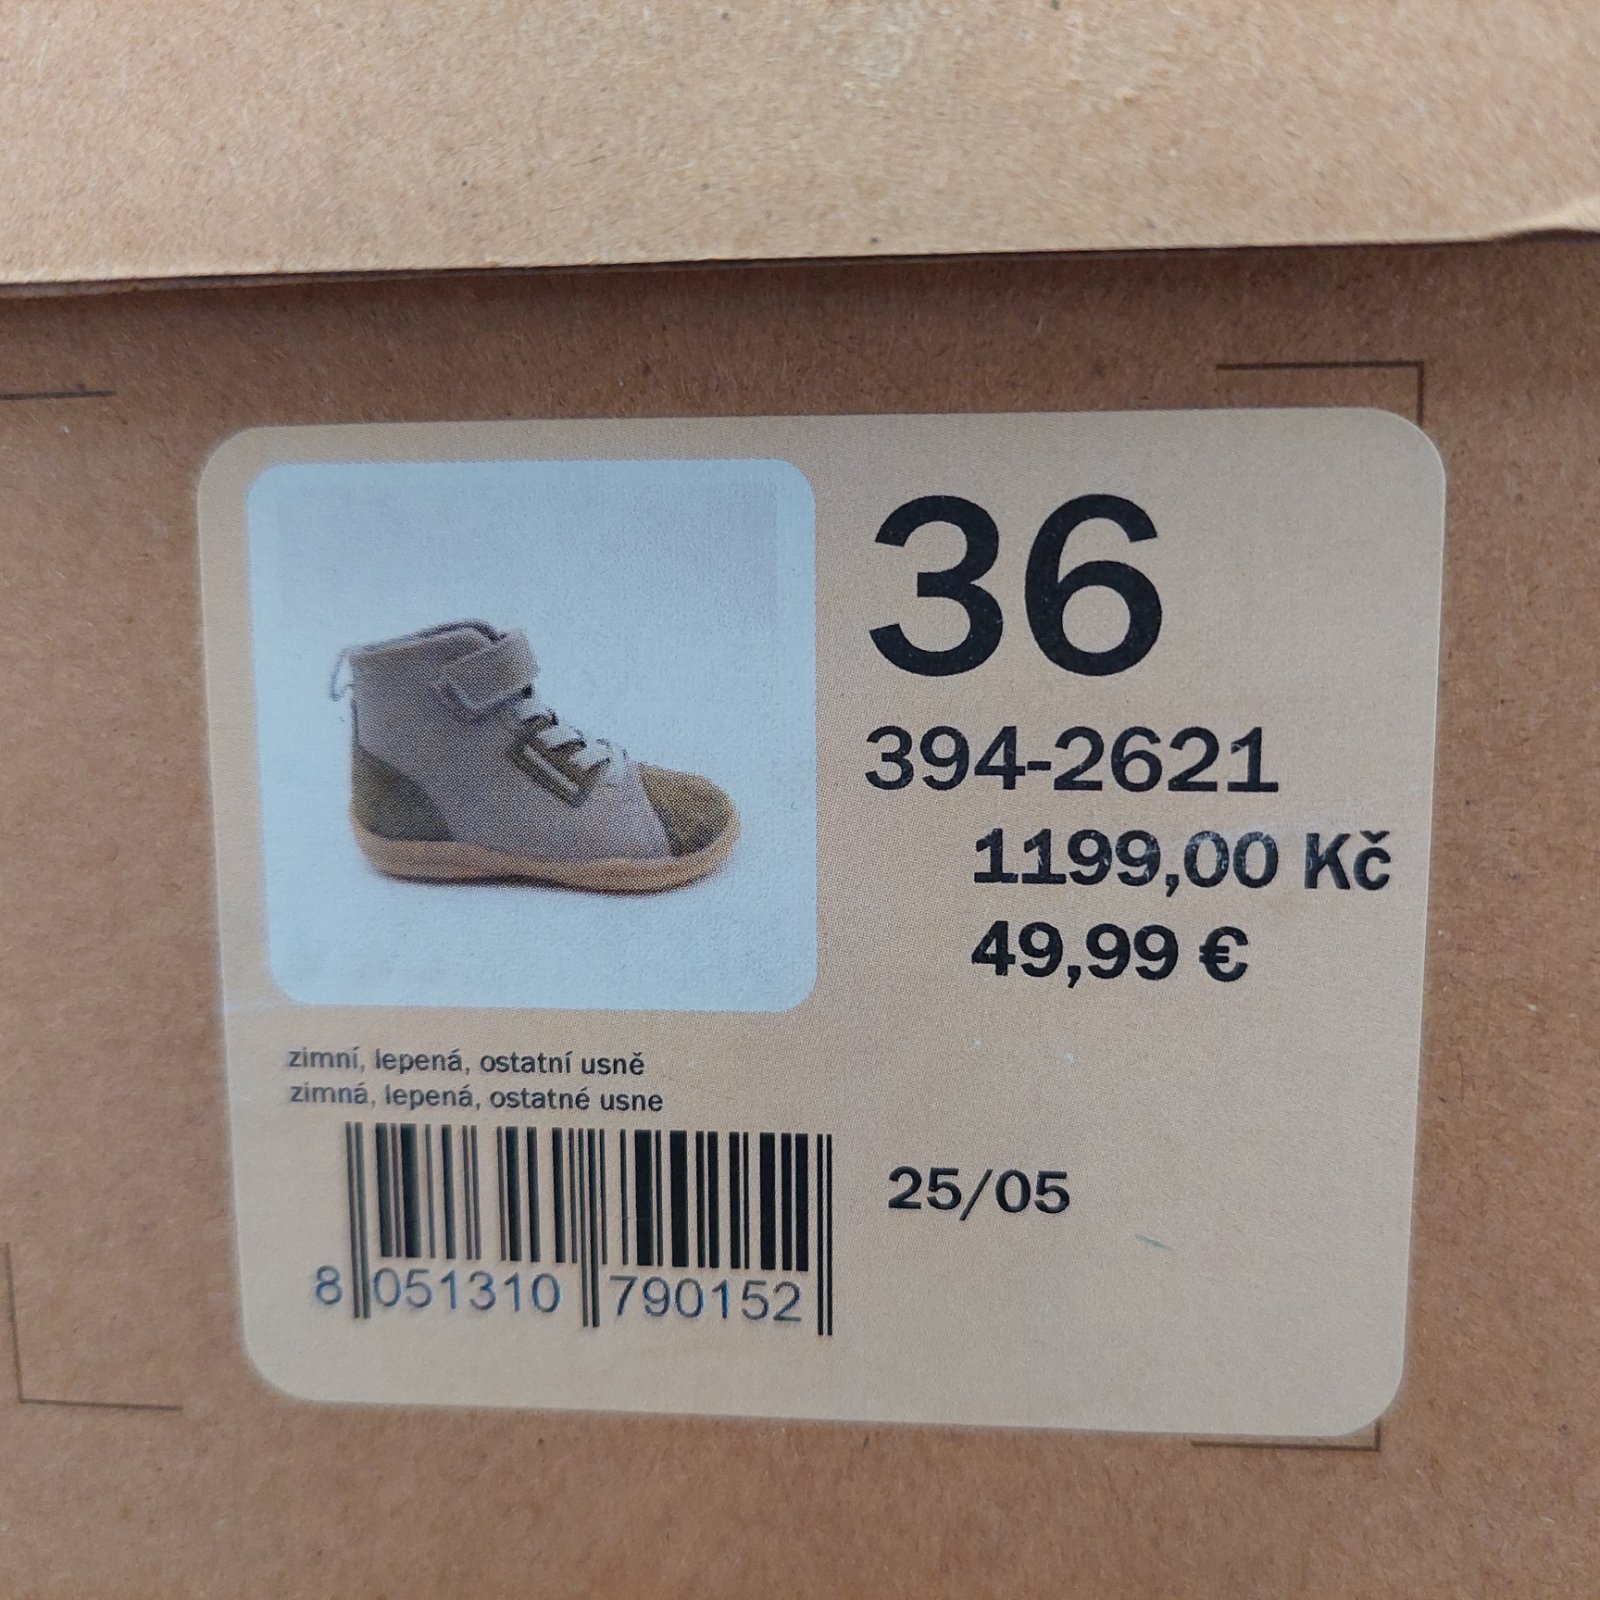 36
394-2621
1199,00 Kč
49,99 €
zimní, lepená, ostatní usně
zimná, lepená, ostatné usne
25/05
8 051310 790152